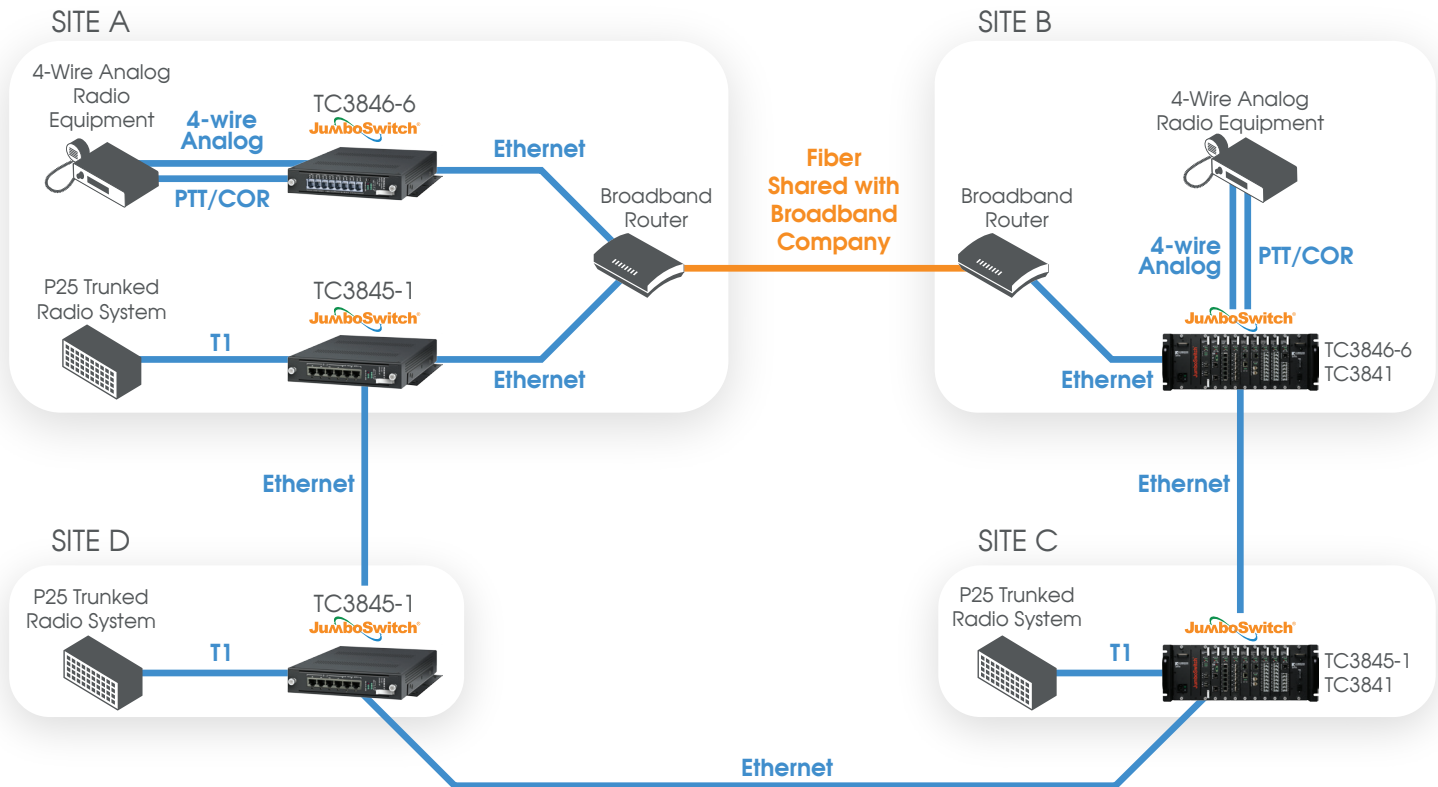 SITE A
4-Wire Analog
Radio
Equipment
4-wire
Analog
PTT/COR
TC3846-6
JumboSwitch®
Ethernet
Broadband
Router
P25 Trunked
Radio System
T1
TC3845-1
JumboSwitch®
Ethernet
Fiber
Shared with
Broadband
Company
SITE B
4-Wire Analog
Radio Equipment
Broadband
Router
4-wire
Analog
PTT/COR
JumboSwitch®
TC3846-6
TC3841
Ethernet
Ethernet
Ethernet
SITE D
P25 Trunked
Radio System
T1
TC3845-1
JumboSwitch®
SITE C
P25 Trunked
Radio System
T1
JumboSwitch®
TC3845-1
TC3841
Ethernet